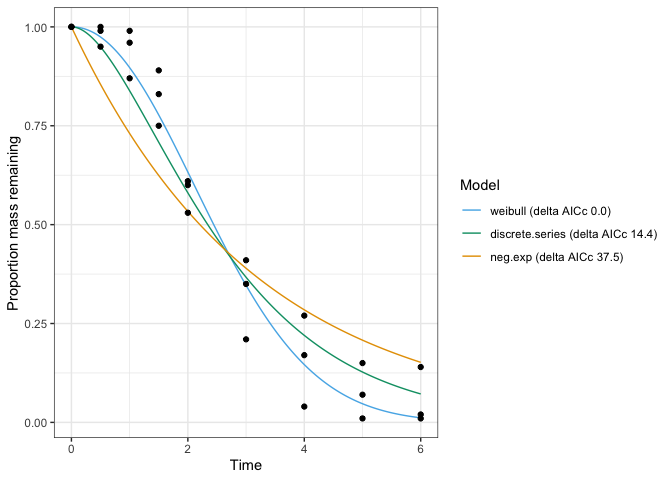 1.00
0.75
0.50
0.25
0.00
Proportion mass remaining
0
2
4
6
Time
Model
weibull (delta AICc 0.0)
discrete.series (delta AICc 14.4)
neg.exp (delta AICc 37.5)